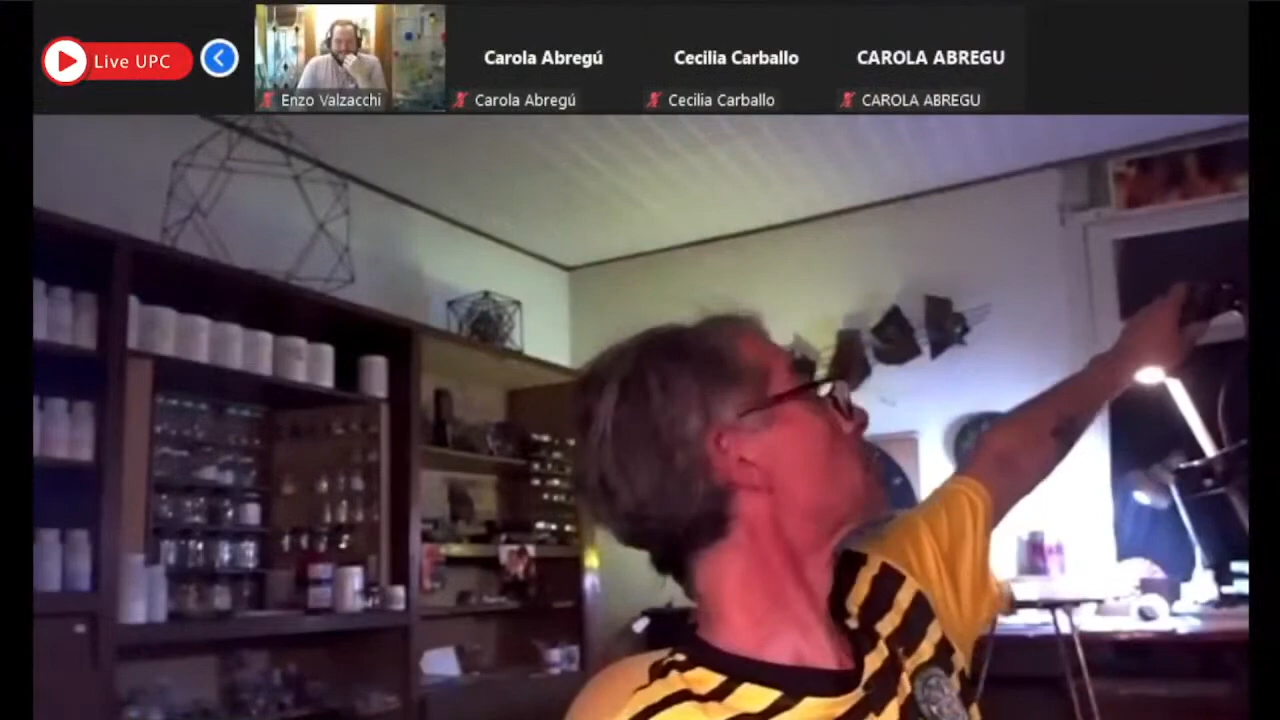 Live UPC
Carola Abregú
Cecilia Carballo
CAROLA ABREGU
Enzo Valzacchi
Carola Abregú
Cecilia Carballo
CAROLA ABREGU